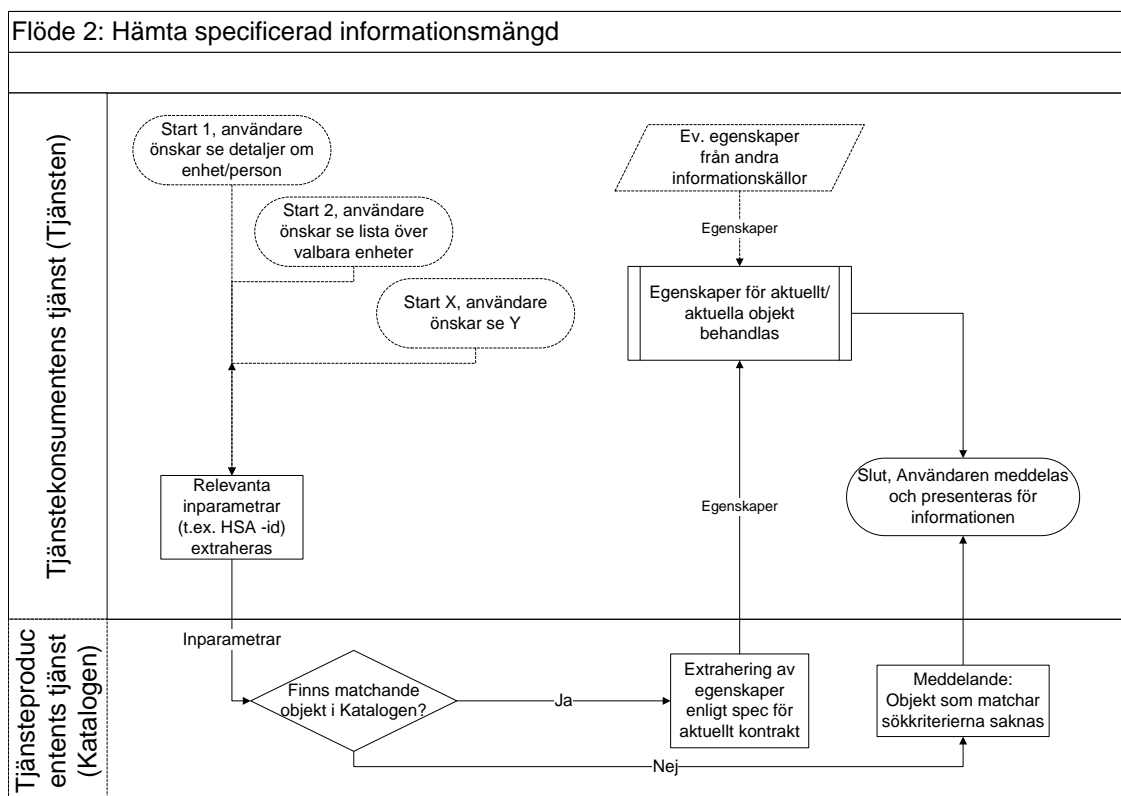 Flöde 2: Hämta specificerad informationsmängd
Tjänstekonsumentens tjänst (Tjänsten)
Start 1, användare
önskar se detaljer om
enhet/person
Start 2, användare
önskar se lista över
valbara enheter
Start X, användare
önskar se Y
Relevanta
inparametrar
(t.ex. HSA -id)
extraheras
Ev. egenskaper
från andra
informationskällor
Egenskaper
Egenskaper för aktuellt/
aktuella objekt
behandlas
Egenskaper
Slut, Användaren meddelas
och presenteras för
informationen
Tjänsteproduc
entents tjänst
(Katalogen)
Inparametrar
Finns matchande
objekt i Katalogen?
Ja
Extrahering av
egenskaper
enligt spec för
aktuellt kontrakt
Meddelande:
Objekt som matchar
sökkriterierna saknas
Nej